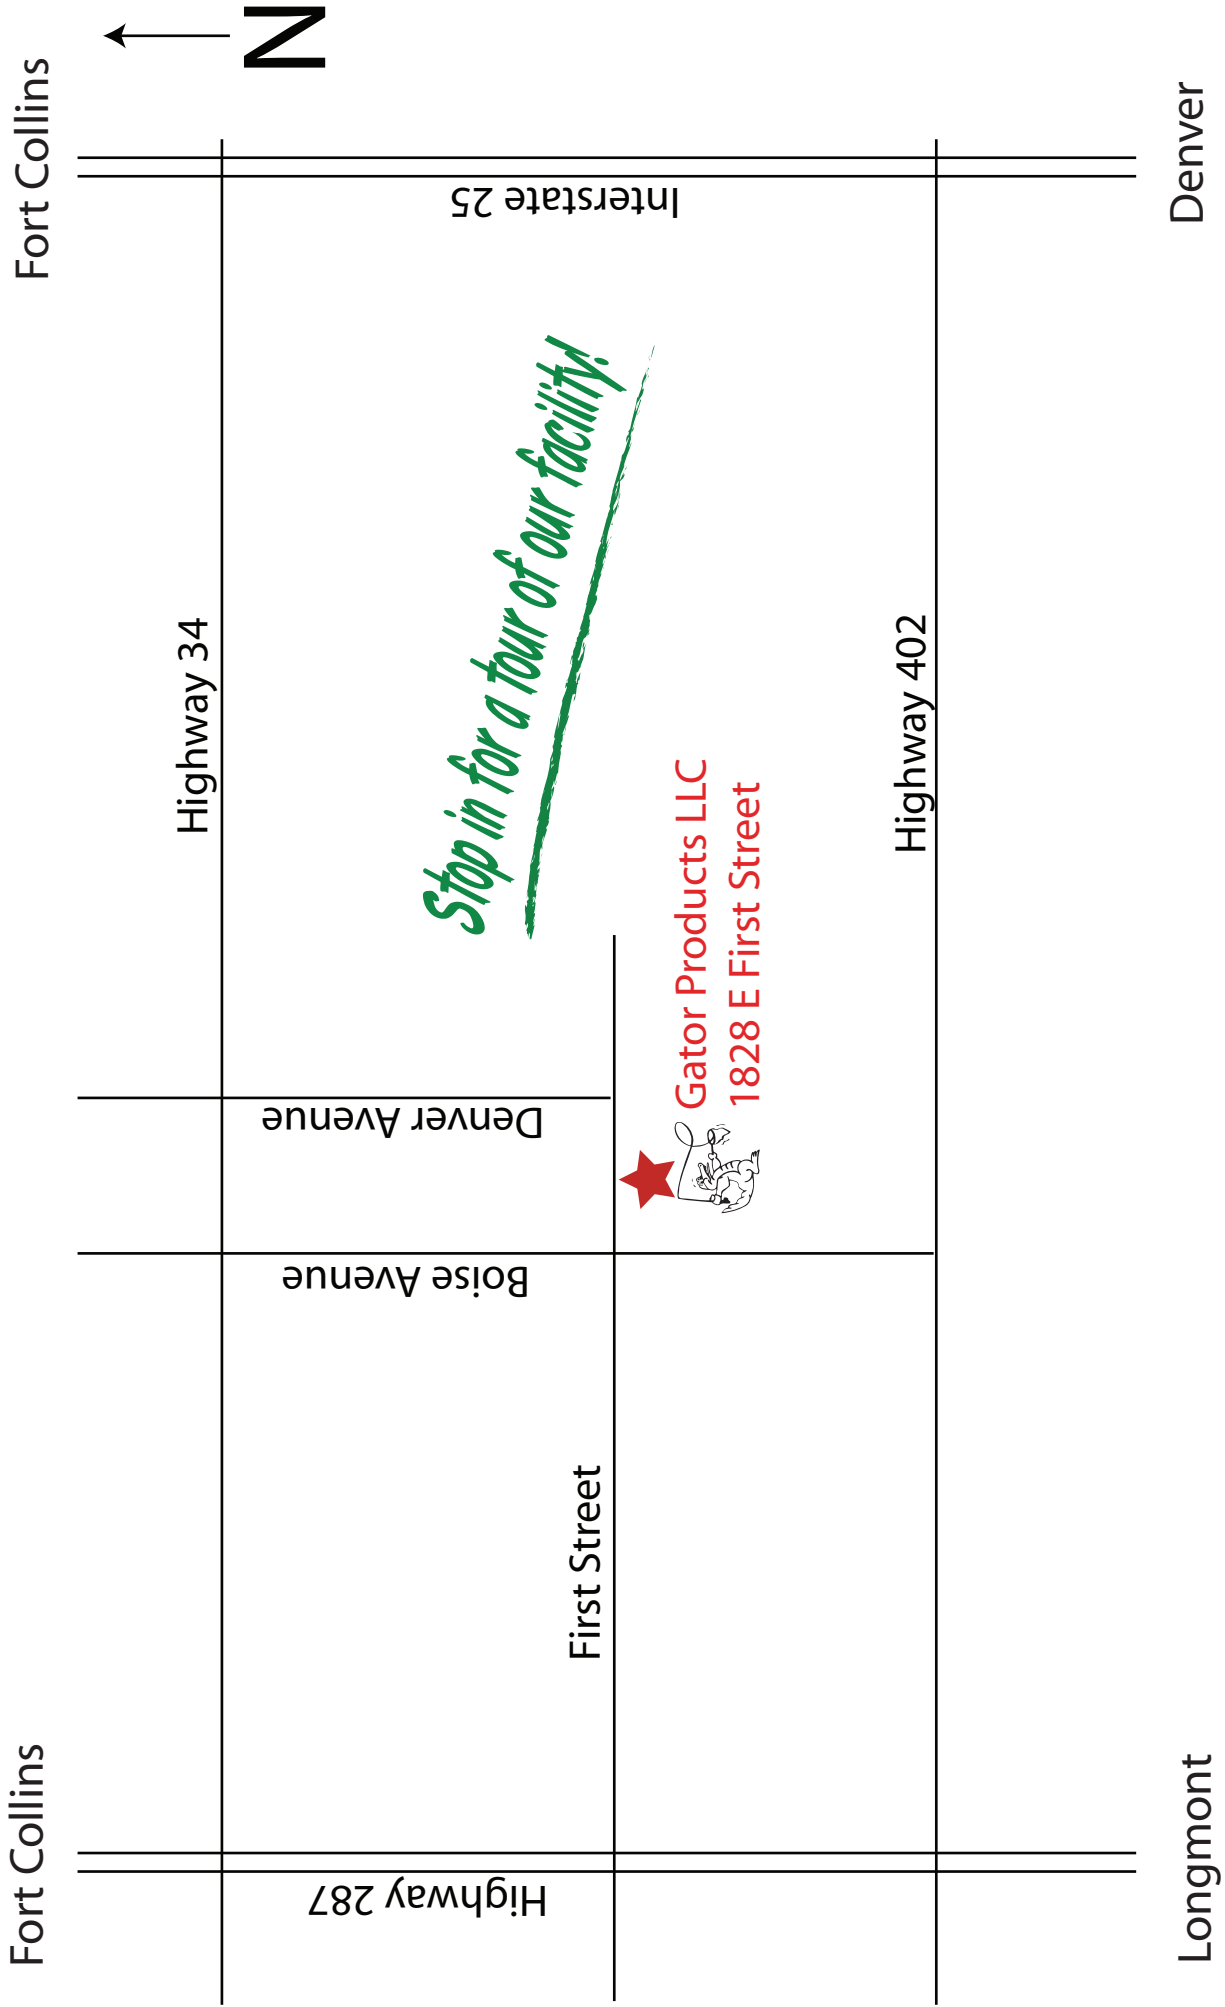 Fort Collins
Fort Collins
N
Highway 34
Highway 287
Boise Avenue
Denver Avenue
Interstate 25
Stop in for a tour of our facility!
First Street
Gator Products LLC
1828 E First Street
Highway 402
Longmont
Denver